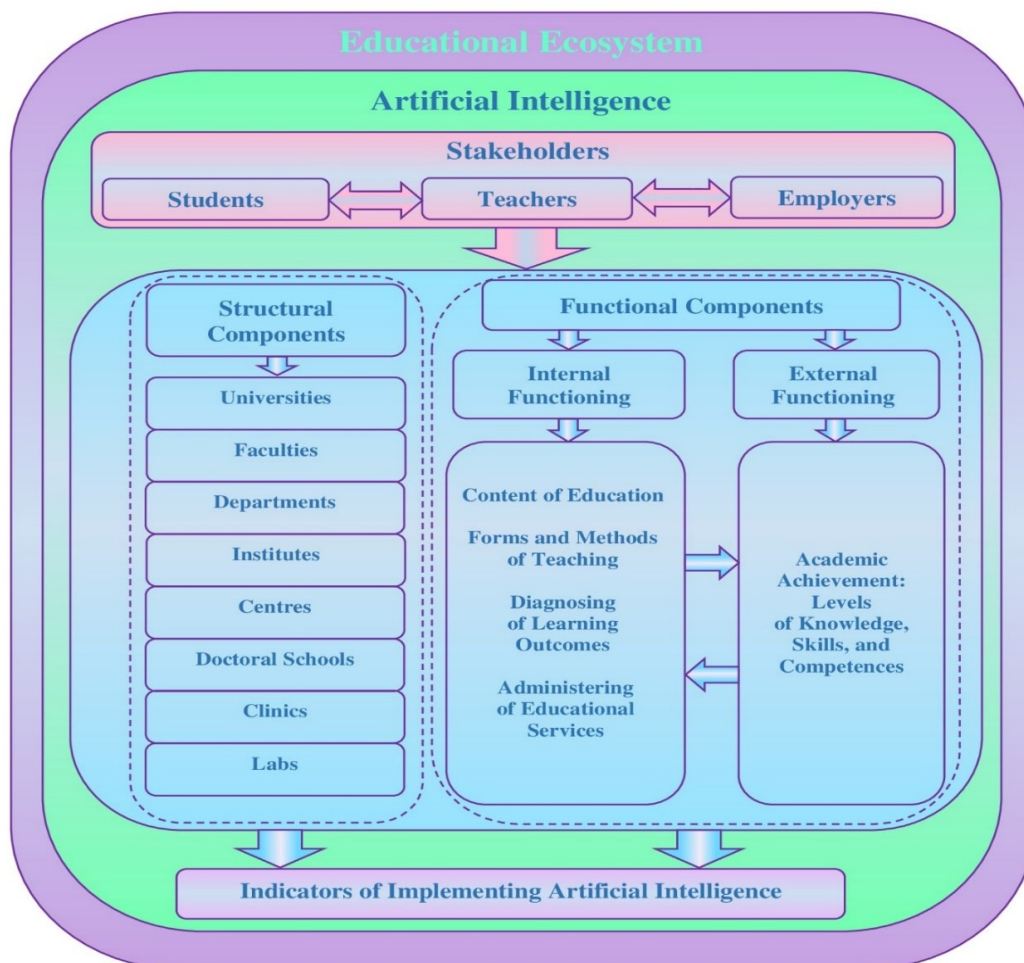 Educational Ecosystem
Artificial Intelligence
Stakeholders
Students
Teachers
Employers
Structural
Components
Universities
Faculties
Departments
Institutes
Centres
Doctoral Schools
Clinics
Labs
Functional Components
Internal
Functioning
External
Functioning
Content of Education
Forms and Methods
of Teaching
Diagnosing
of Learning
Outcomes
Administering
of Educational
Services
Academic
Achievement:
Levels
of Knowledge,
Skills, and
Competences
Indicators of Implementing Artificial Intelligence